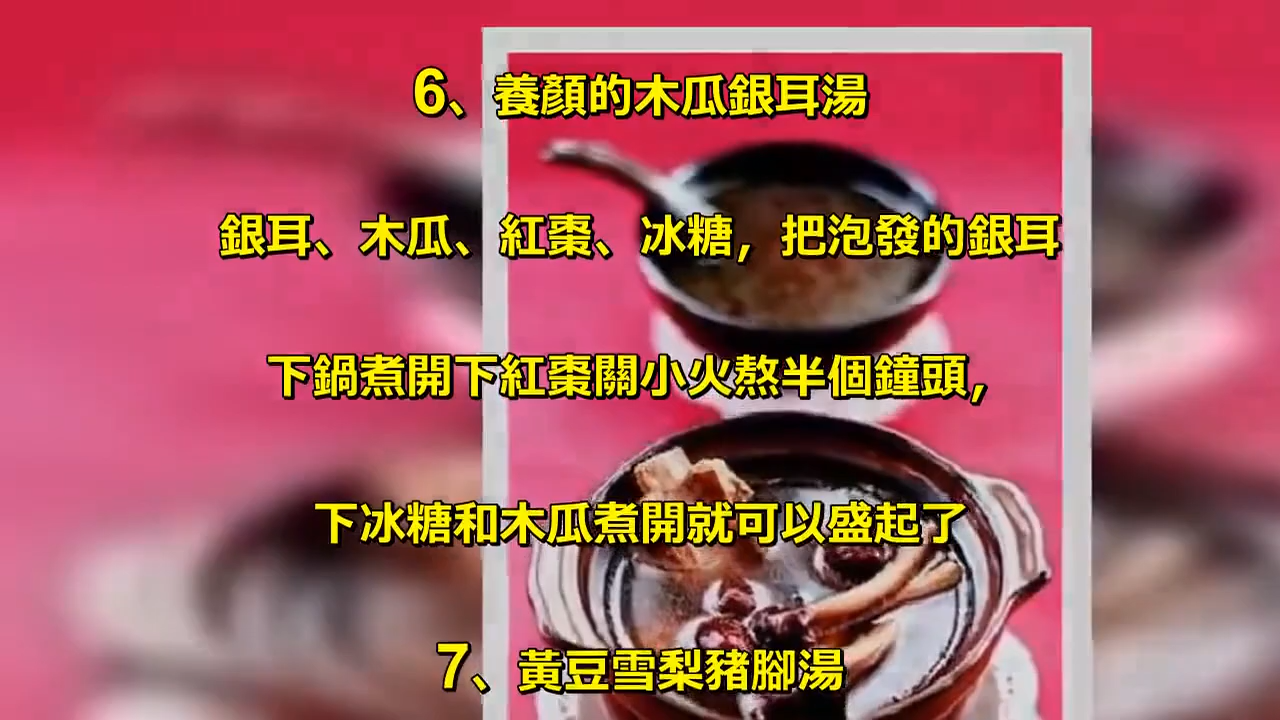 6、養顏的木瓜銀耳湯
銀耳、木瓜、紅棗、冰糖，把泡發的銀耳
下鍋煮開下紅棗關小火熬半個鐘頭，
下冰糖和木瓜煮開就可以盛起了
7、黃豆雪梨豬腳湯